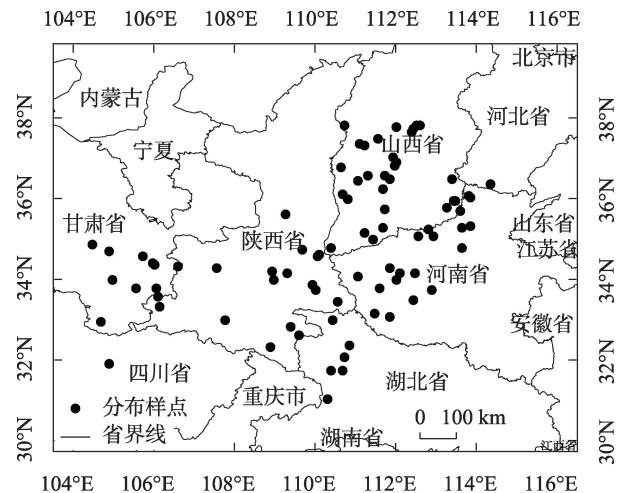 104°E 106°E 108°E 110°E 112°E 114°E 116°E
北京市
内蒙古
38°N 38°N
河北省
宁夏
山西省
36°N 36°N
甘肃省
山东省
陕西省
江苏省
34°N 34°N
河南省
安徽省
32°N 32°N
四川省
湖北省
重庆市
分布样点
0 100 km
省界线
湖南省
江西省
30°N 30°N
104°E 106°E 108°E 110°E 112°E 114°E 116°E